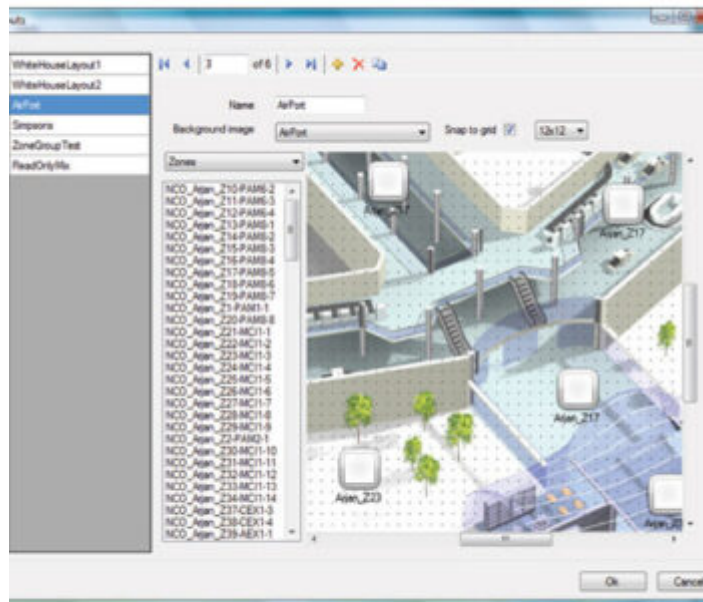 outs
WhiteHouseLayout1
WhiteHouseLayout2
AirPort
Simpsons
ZoneGroupTest
ReadOnlyMix
3 of 6
Name AirPort
Background image AirPort Snap to grid 12x12
Zones
NCO_Arjan_Z10-PAM6-2
NCO_Arjan_Z11-PAM6-3
NCO_Arjan_Z12-PAM6-4
NCO_Arjan_Z13-PAM8-1
NCO_Arjan_Z14-PAM8-2
NCO_Arjan_Z15-PAM8-3
NCO_Arjan_Z16-PAM8-4
NCO_Arjan_Z17-PAM8-5
NCO_Arjan_Z18-PAM8-6
NCO_Arjan_Z19-PAM8-7
NCO_Arjan_Z1-PAM1-1
NCO_Arjan_Z20-PAM8-8
NCO_Arjan_Z21-MCI1-1
NCO_Arjan_Z22-MCI1-2
NCO_Arjan_Z23-MCI1-3
NCO_Arjan_Z24-MCI1-4
NCO_Arjan_Z25-MCI1-5
NCO_Arjan_Z26-MCI1-6
NCO_Arjan_Z27-MCI1-7
NCO_Arjan_Z28-MCI1-8
NCO_Arjan_Z29-MCI1-9
NCO_Arjan_Z2-PAM2-1
NCO_Arjan_Z30-MCI1-10
NCO_Arjan_Z31-MCI1-11
NCO_Arjan_Z32-MCI1-12
NCO_Arjan_Z33-MCI1-13
NCO_Arjan_Z34-MCI1-14
NCO_Arjan_Z37-CEX1-3
NCO_Arjan_Z38-CEX1-4
NCO_Arjan_Z39-AEX1-1
Arjan_Z17
Arjan_Z17
Arjan_Z23
Ok Cancel